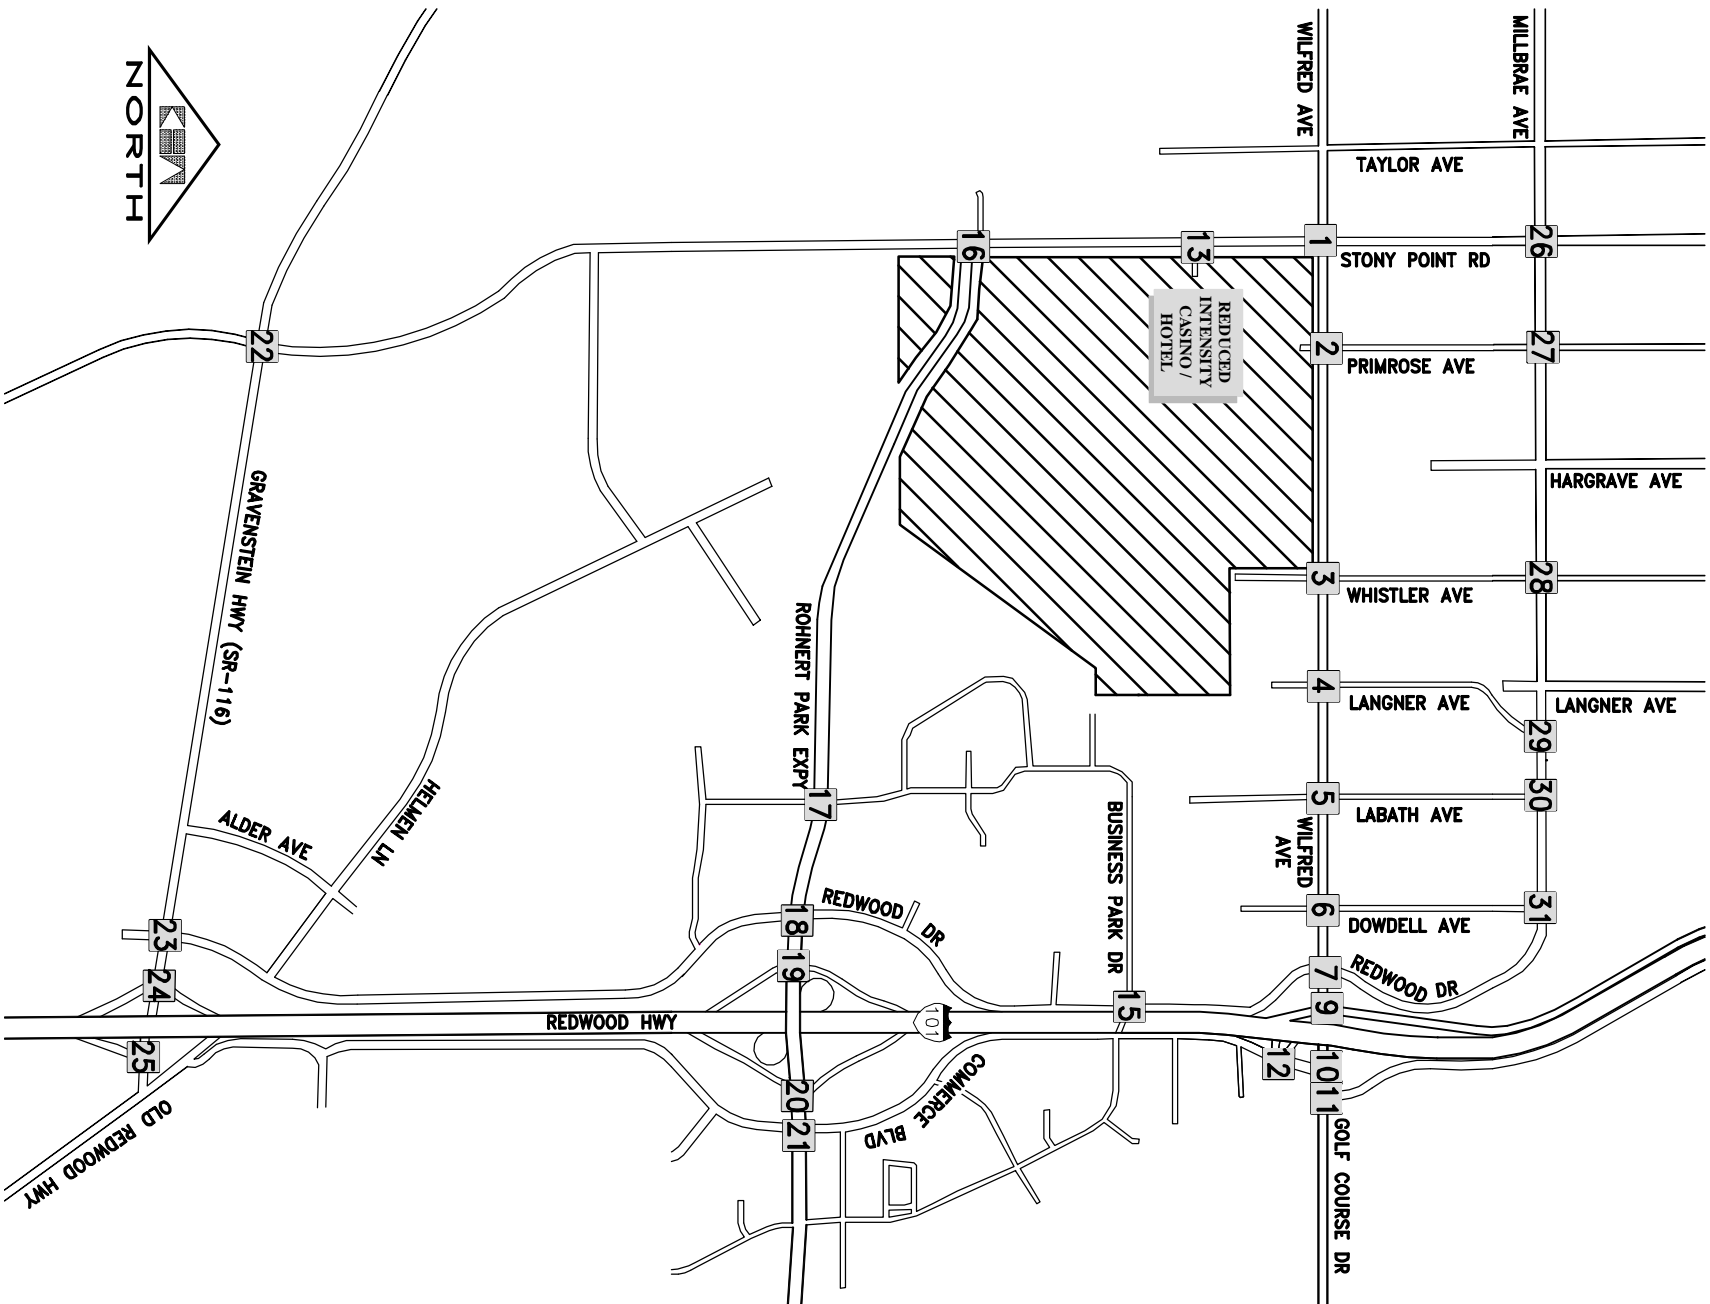 WILFRED AVE
MILLBRAE AVE
TAYLOR AVE
NORTH
16
13
1
STONY POINT RD
26
REDUCED
INTENSITY
CASINO /
HOTEL
22
2
PRIMROSE AVE
27
HARGRAVE AVE
GRAVENSTEIN HWY (SR-116)
3
WHISTLER AVE
28
ROHNERT PARK EXPY
4
LANGNER AVE
LANGNER AVE
29
17
5
LABATH AVE
30
HELMEN LN
ALDER AVE
BUSINESS PARK DR
WILFRED
AVE
18
REDWOOD DR
6
DOWDELL AVE
31
23
19
7
REDWOOD DR
24
15
9
REDWOOD HWY
101
25
12
10
20
COMMERCE BLVD
11
21
OLD REDWOOD HWY
GOLF COURSE DR